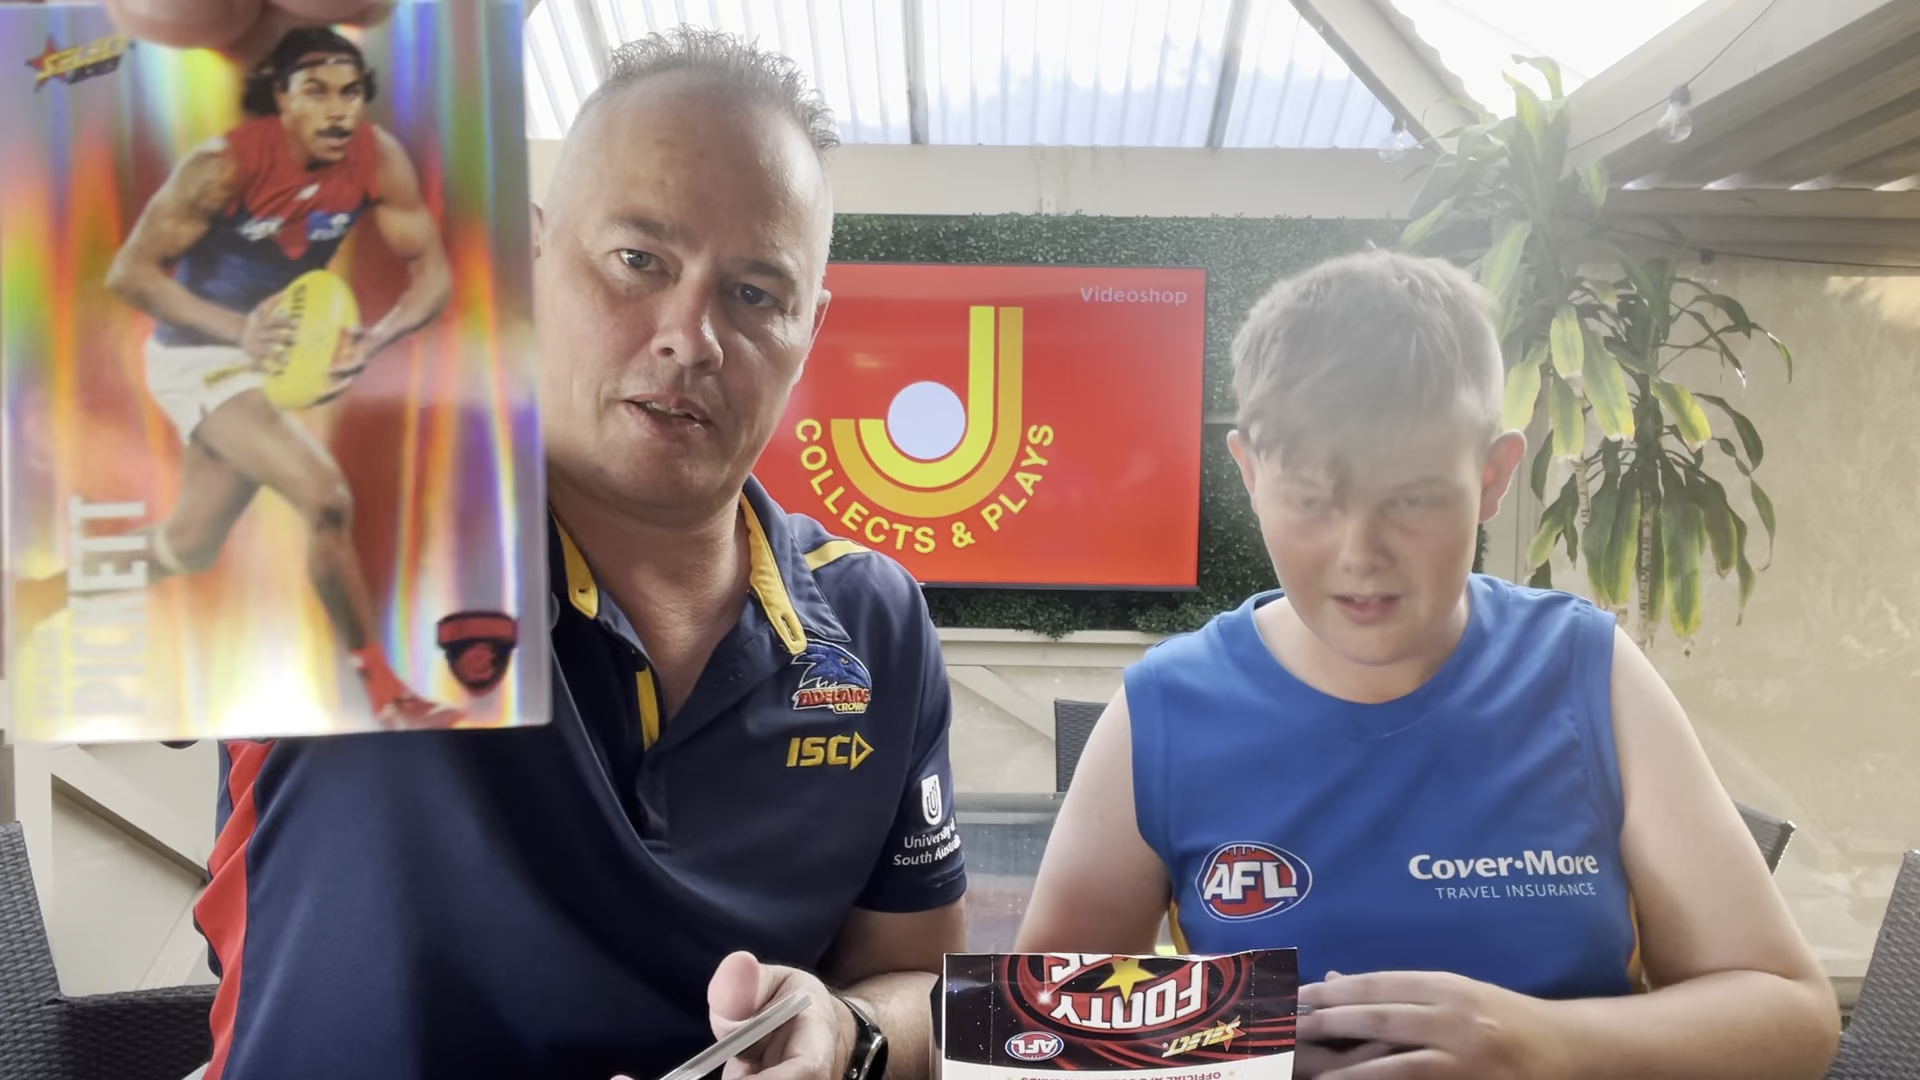 SELECT
PICKETT
Videoshop
J
COLLECTS & PLAYS
ADELAIDE
CROWS
ISC
University of
South Australia
AFL
Cover-More
TRAVEL INSURANCE
FOOTY
SELECT
AFL